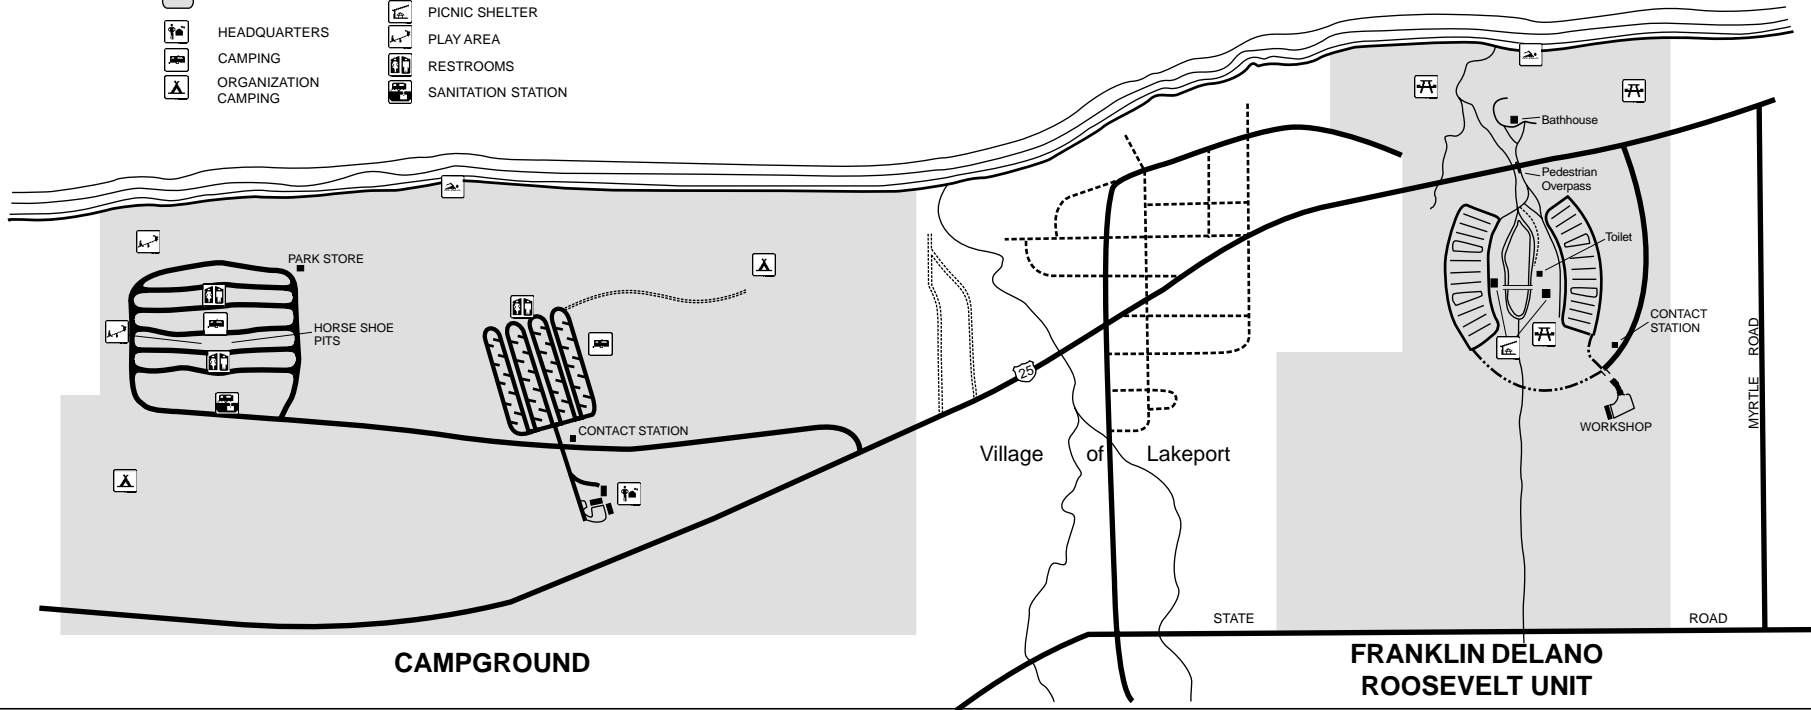 HEADQUARTERS
CAMPING
ORGANIZATION
CAMPING
PICNIC SHELTER
PLAY AREA
RESTROOMS
SANITATION STATION
Bathhouse
Pedestrian
Overpass
Toilet
PARK STORE
HORSE SHOE
PITS
CONTACT
STATION
MYRTLE ROAD
25
WORKSHOP
CONTACT STATION
Village of Lakeport
STATE ROAD
CAMPGROUND
FRANKLIN DELANO
ROOSEVELT UNIT